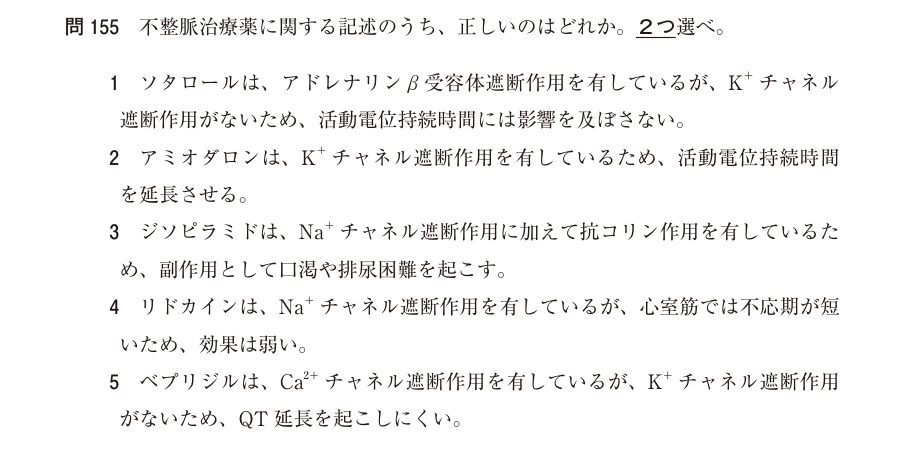 問 155 不整脈治療薬に関する記述のうち、正しいのはどれか。2つ選べ。
1 ソタロールは、アドレナリンβ受容体遮断作用を有しているが、K⁺チャネル
遮断作用がないため、活動電位持続時間には影響を及ぼさない。
2 アミオダロンは、K⁺チャネル遮断作用を有しているため、活動電位持続時間
を延長させる。
3 ジソピラミドは、Na⁺チャネル遮断作用に加えて抗コリン作用を有しているた
め、副作用として口渇や排尿困難を起こす。
4 リドカインは、Na⁺チャネル遮断作用を有しているが、心室筋では不応期が短
いため、効果は弱い。
5 ベプリジルは、Ca²⁺チャネル遮断作用を有しているが、K⁺チャネル遮断作用
がないため、QT延長を起こしにくい。